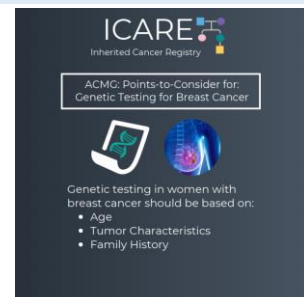 ICARE
Inherited Cancer Registry
ACMG: Points-to-Consider for:
Genetic Testing for Breast Cancer
Genetic testing in women with
breast cancer should be based on:
• Age
• Tumor Characteristics
• Family History